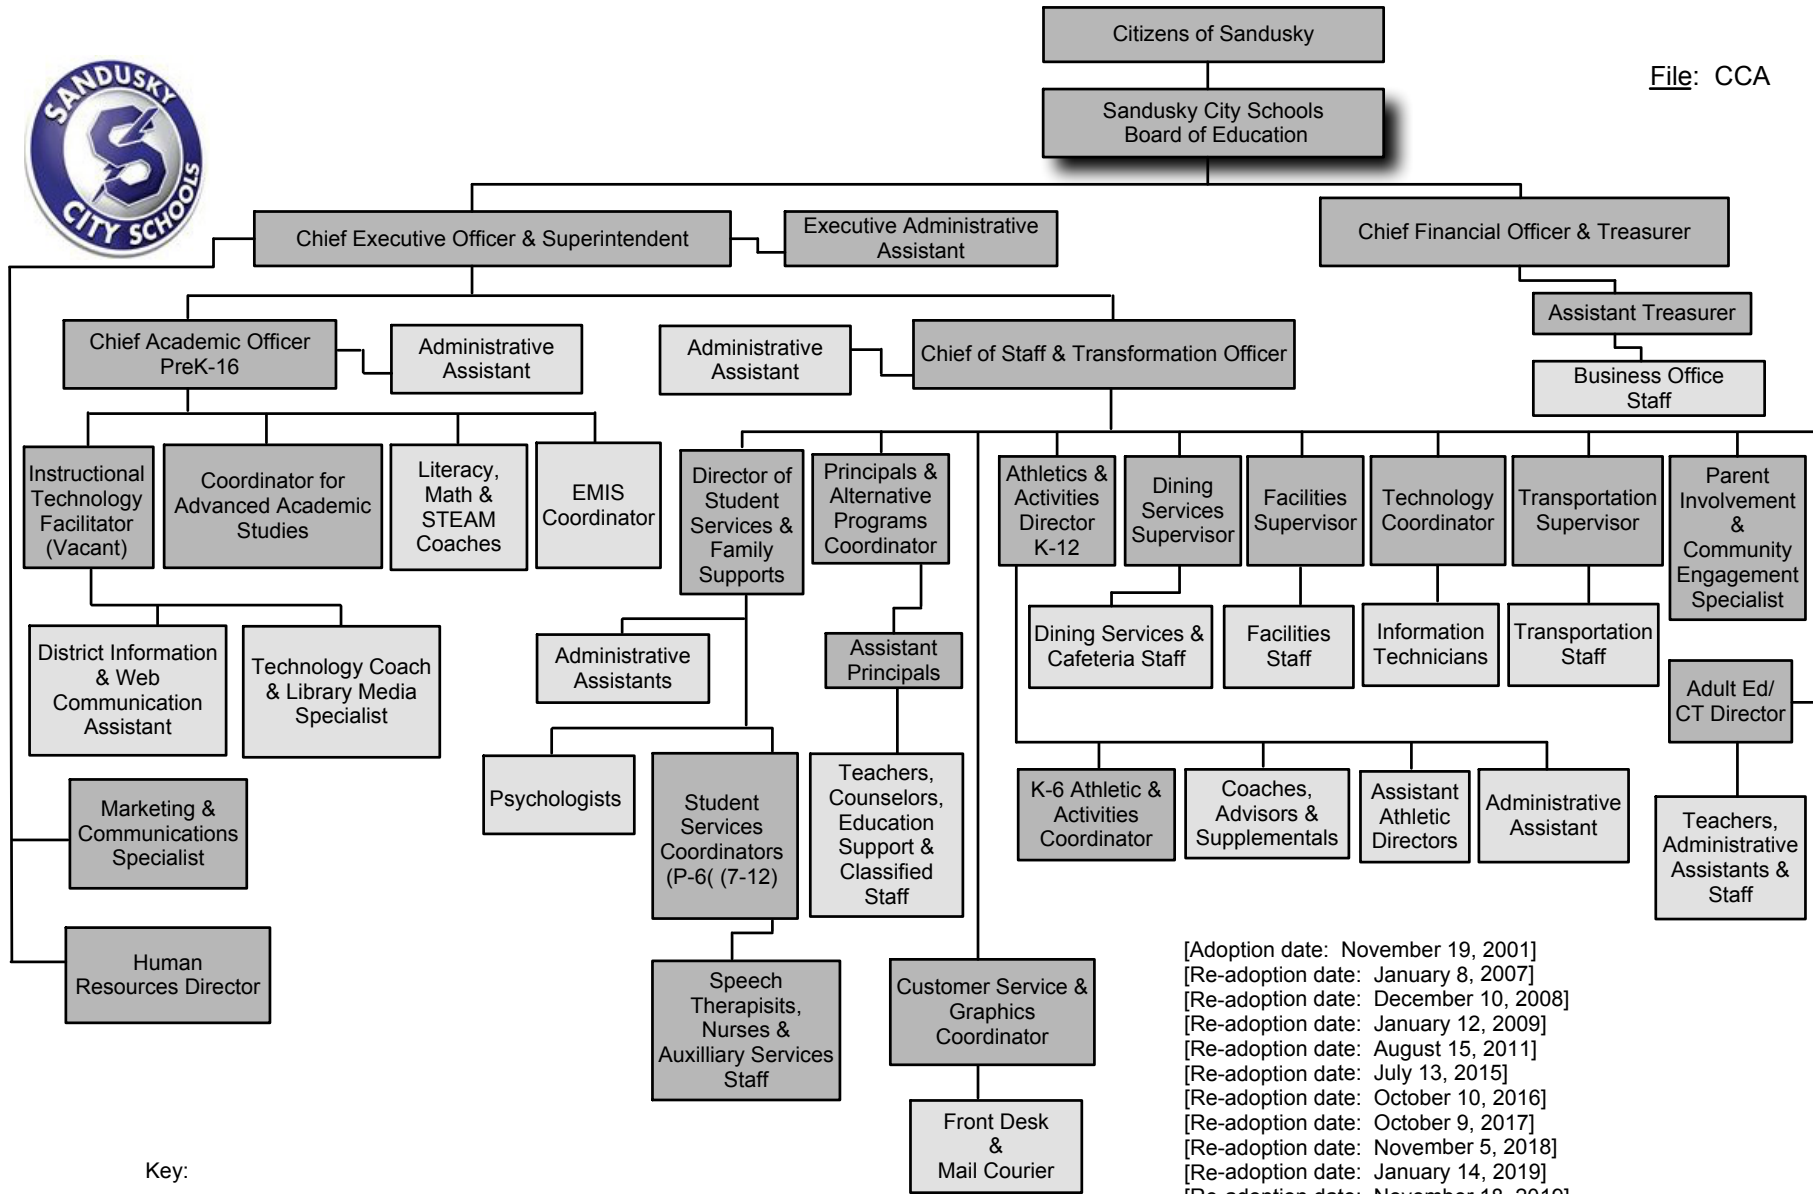 Citizens of Sandusky
File: CCA
SANDUSKY
CITY SCHOOLS
Sandusky City Schools
Board of Education
Chief Executive Officer & Superintendent
Executive Administrative
Assistant
Chief Financial Officer & Treasurer
Assistant Treasurer
Business Office
Staff
Chief Academic Officer
PreK-16
Administrative
Assistant
Administrative
Assistant
Chief of Staff & Transformation Officer
Instructional
Technology
Facilitator
(Vacant)
Coordinator for
Advanced Academic
Studies
Literacy,
Math &
STEAM
Coaches
EMIS
Coordinator
Director of
Student
Services &
Family
Supports
Principals &
Alternative
Programs
Coordinator
Athletics &
Activities
Director
K-12
Dining
Services
Supervisor
Facilities
Supervisor
Technology
Coordinator
Transportation
Supervisor
Parent
Involvement
&
Community
Engagement
Specialist
District Information
& Web
Communication
Assistant
Technology Coach
& Library Media
Specialist
Administrative
Assistants
Assistant
Principals
Dining Services &
Cafeteria Staff
Facilities
Staff
Information
Technicians
Transportation
Staff
Adult Ed/
CT Director
Psychologists
Student
Services
Coordinators
(P-6( (7-12)
Teachers,
Counselors,
Education
Support &
Classified
Staff
K-6 Athletic &
Activities
Coordinator
Coaches,
Advisors &
Supplementals
Assistant
Athletic
Directors
Administrative
Assistant
Teachers,
Administrative
Assistants &
Staff
Marketing &
Communications
Specialist
Human
Resources Director
Speech
Therapisits,
Nurses &
Auxilliary Services
Staff
Customer Service &
Graphics
Coordinator
Front Desk
&
Mail Courier
[Adoption date: November 19, 2001]
[Re-adoption date: January 8, 2007]
[Re-adoption date: December 10, 2008]
[Re-adoption date: January 12, 2009]
[Re-adoption date: August 15, 2011]
[Re-adoption date: July 13, 2015]
[Re-adoption date: October 10, 2016]
[Re-adoption date: October 9, 2017]
[Re-adoption date: November 5, 2018]
[Re-adoption date: January 14, 2019]
[Re-adoption date: November 18, 2019]
Key: